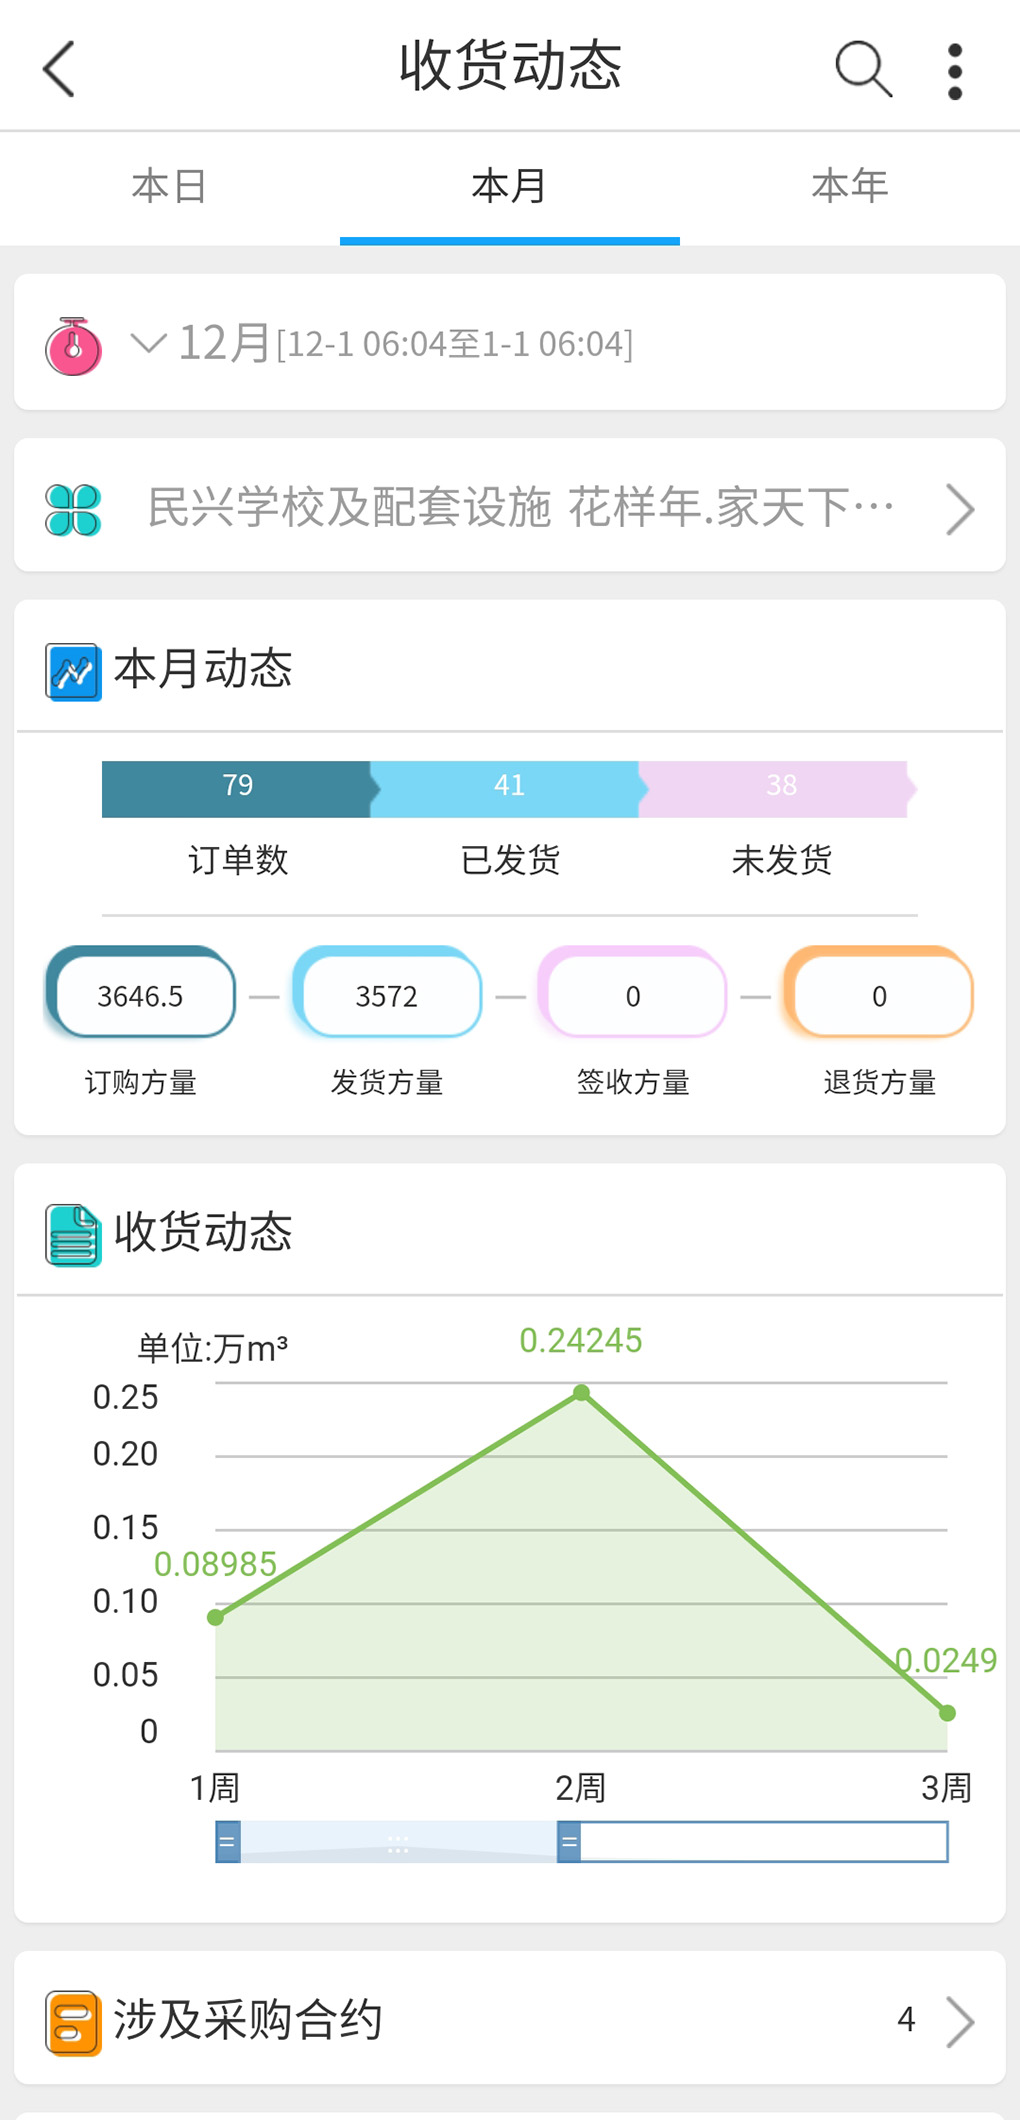 收货动态
本日 本月 本年
12月[12-1 06:04至1-1 06:04]
民兴学校及配套设施 花样年.家天下…
本月动态
79 41 38
订单数 已发货 未发货
3646.5 3572 0 0
订购方量 发货方量 签收方量 退货方量
收货动态
单位:万m³
0.24245
0.25
0.20
0.15
0.08985
0.10
0.0249
0.05
0
1周 2周 3周
涉及采购合约 4